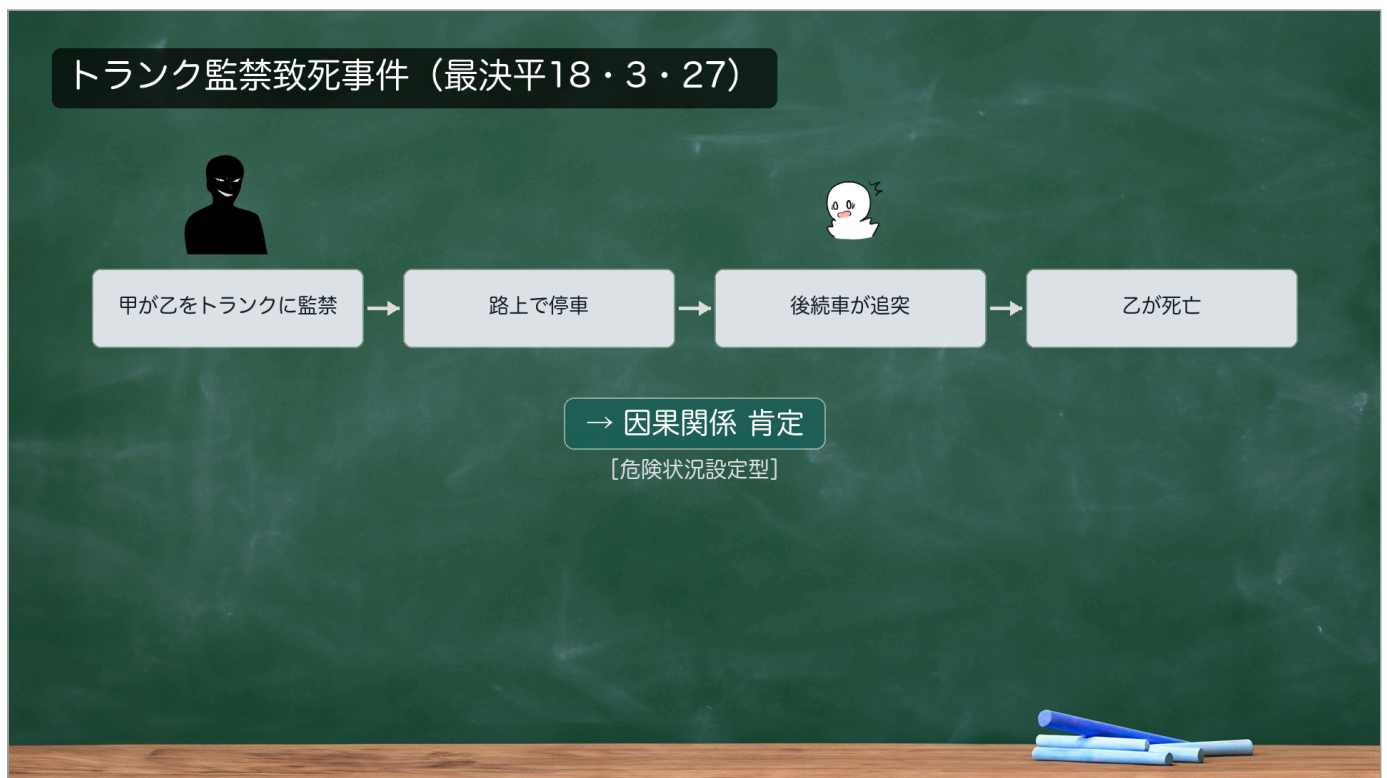 トランク監禁致死事件（最決平18・3・27）
甲が乙をトランクに監禁
路上で停車
後続車が追突
乙が死亡
→ 因果関係 肯定
[危険状況設定型]